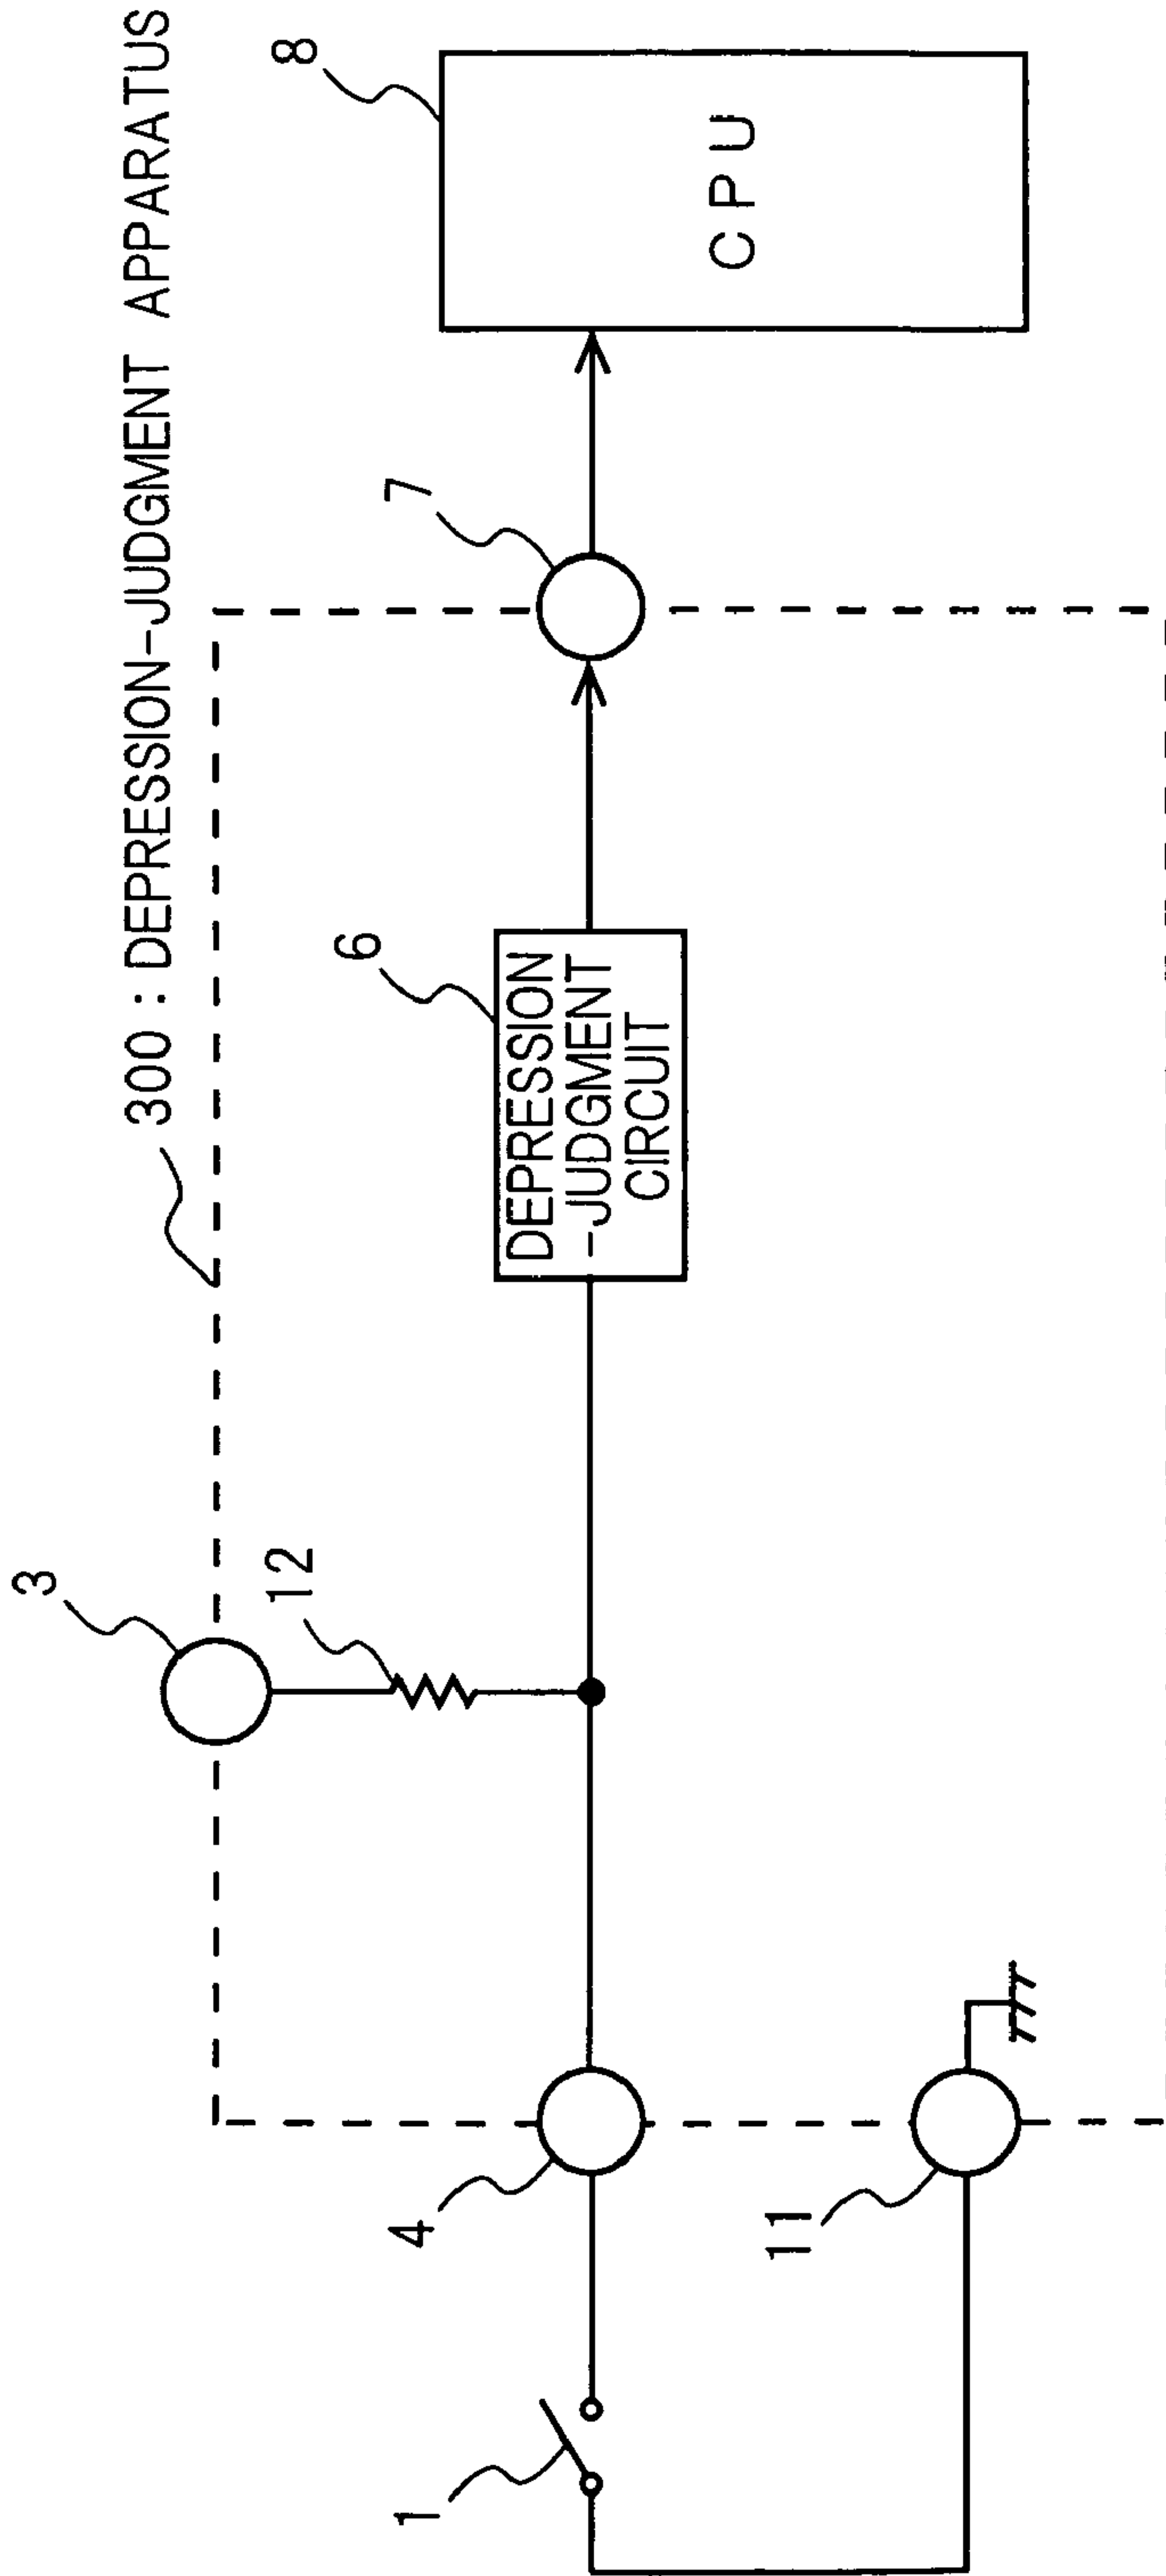 300 : DEPRESSION-JUDGMENT APPARATUS
3
12
6
7
8
4
DEPRESSION
-JUDGMENT
CIRCUIT
CPU
1
11